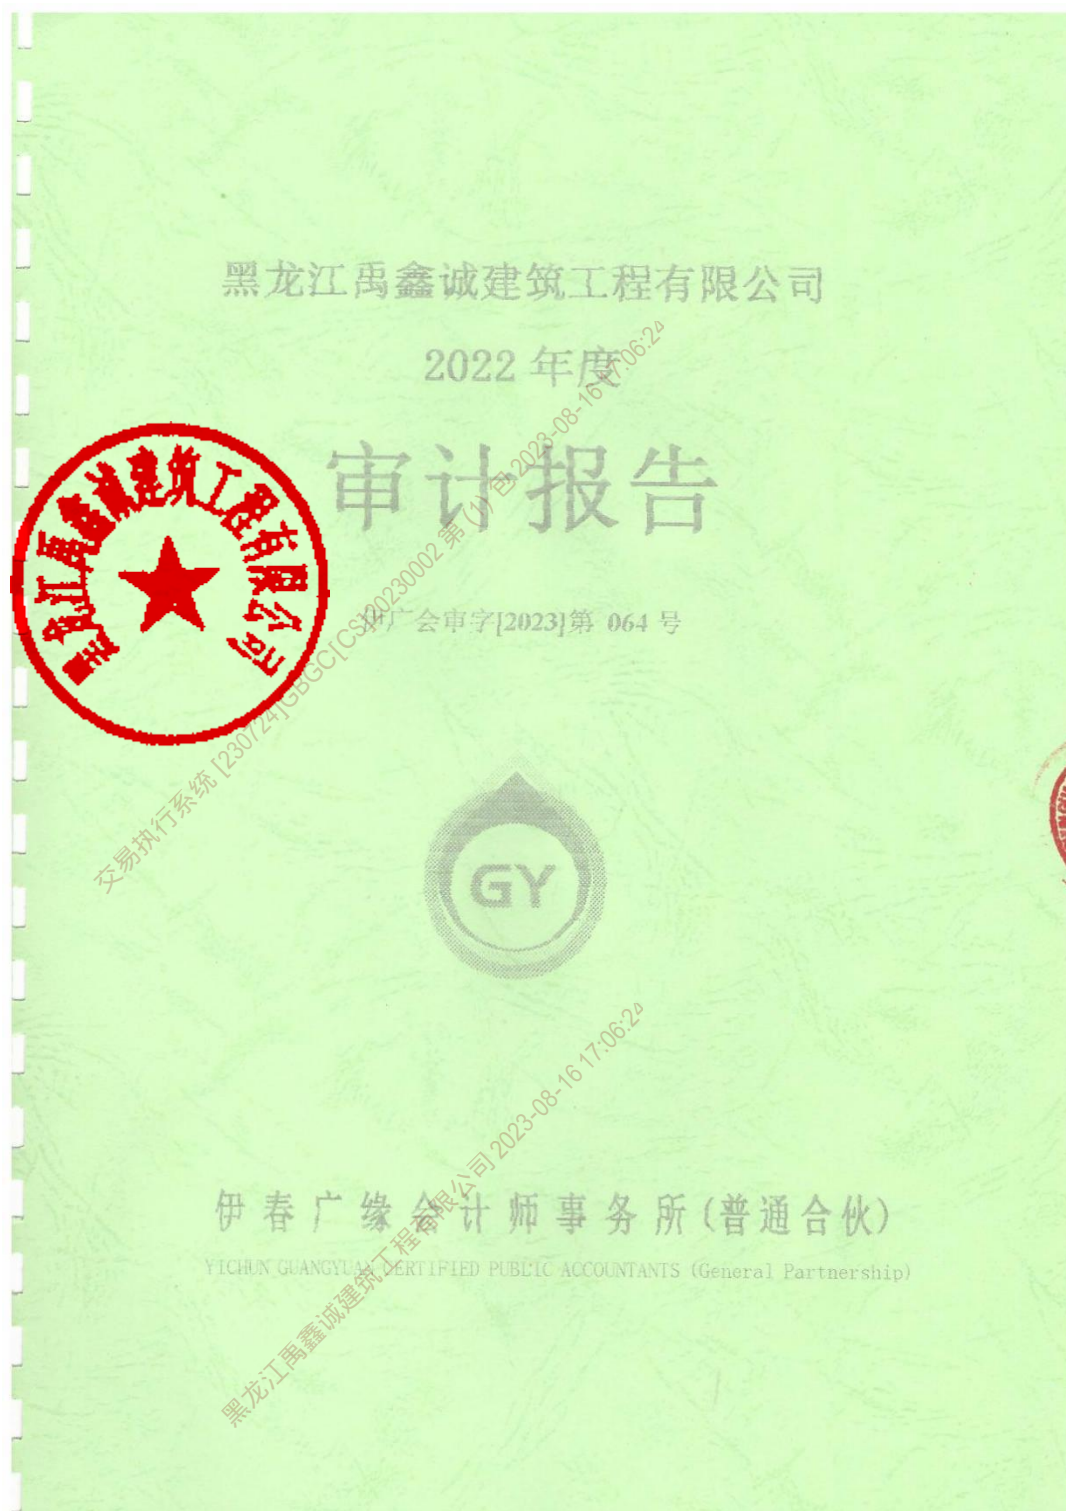 黑龙江禹鑫诚建筑工程有限公司
2022 年度
审计报告
伊广会审字[2023]第 064 号
黑龙江禹鑫诚建筑工程有限公司
交易执行系统 [230724]GBGC[CS]20230002 第 (1) 包 2023-08-16 17:06:24
GY
伊春广缘会计师事务所(普通合伙)
YICHUN GUANGYUAN CERTIFIED PUBLIC ACCOUNTANTS (General Partnership)
黑龙江禹鑫诚建筑工程有限公司 2023-08-16 17:06:24